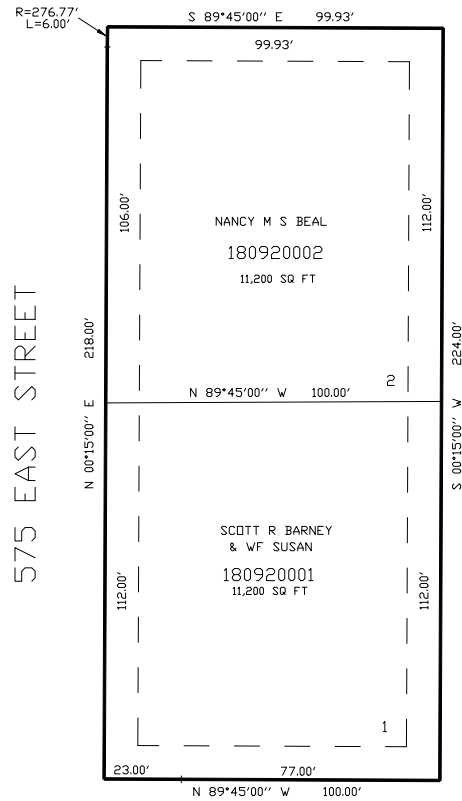 S 89°45'00'' E 99.93'
R=276.77'
L=6.00'
99.93'
106.00'
112.00'
NANCY M S BEAL
180920002
11,200 SQ FT
575 EAST STREET
N 00°15'00'' E 218.00'
S 00°15'00'' W 224.00'
2
N 89°45'00'' W 100.00'
SCOTT R BARNEY
& WF SUSAN
180920001
11,200 SQ FT
112.00'
112.00'
1
23.00' 77.00'
N 89°45'00'' W 100.00'